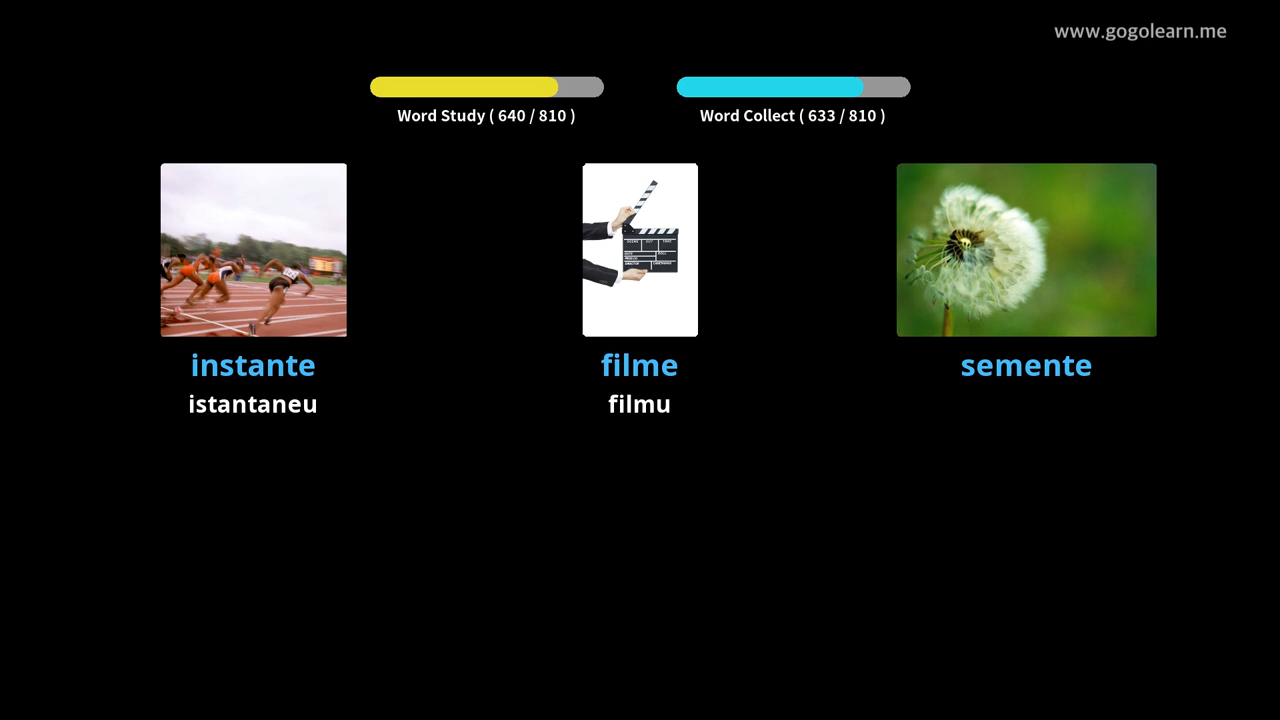 www.gogolearn.me
Word Study ( 640 / 810 )
Word Collect ( 633 / 810 )
instante
filme
semente
istantaneu
filmu